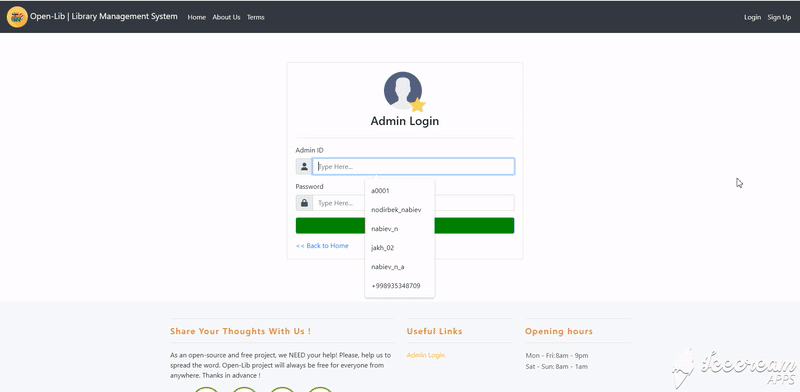 Open-Lib | Library Management System Home About Us Terms Login Sign Up
Admin Login
Admin ID
Type Here...
Password
Type Here...
a0001
nodirbek_nabiev
nabiev_n
jakh_02
nabiev_n_a
+998935348709
<< Back to Home
Share Your Thoughts With Us !
As an open-source and free project, we NEED your help! Please, help us to
spread the word. Open-Lib project will always be free for everyone from
anywhere. Thanks in advance !
Useful Links
Admin Login
Opening hours
Mon - Fri: 8am - 9pm
Sat - Sun: 8am - 1am
Icecream
APPS